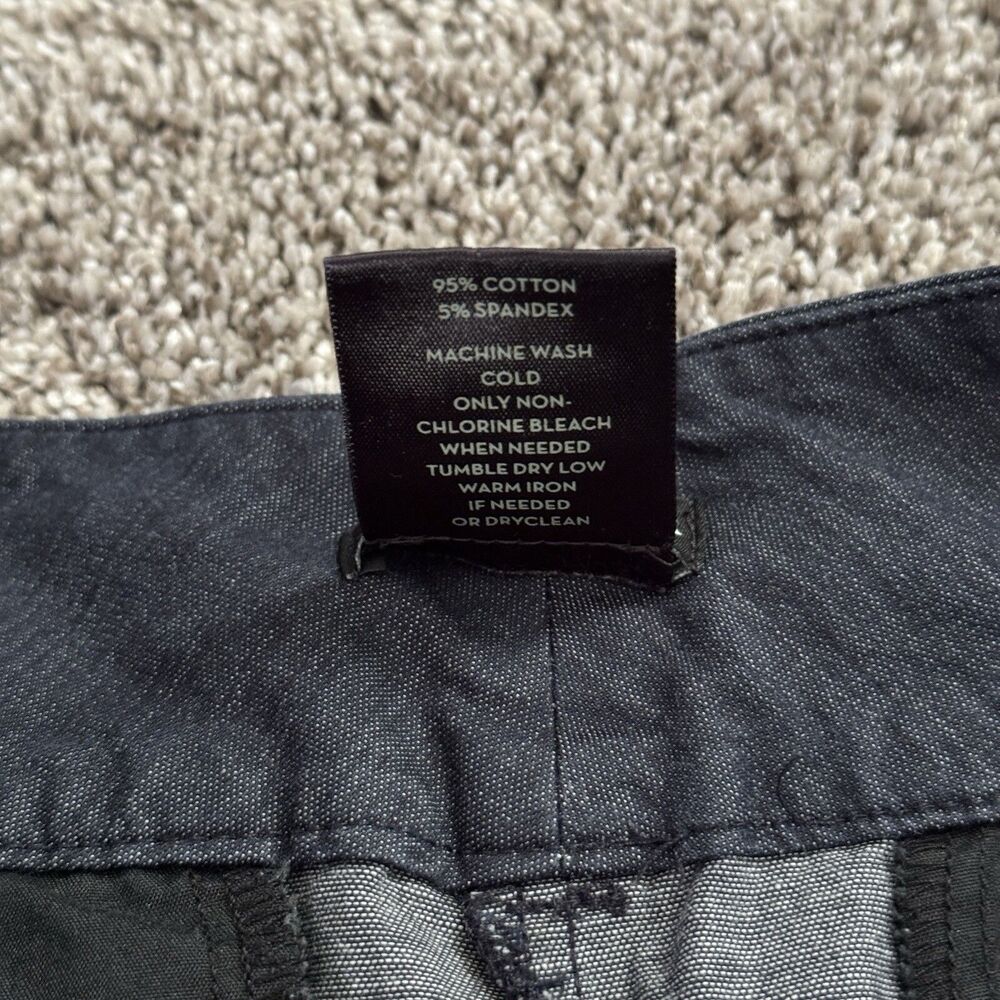 95% COTTON
5% SPANDEX
MACHINE WASH
COLD
ONLY NON-
CHLORINE BLEACH
WHEN NEEDED
TUMBLE DRY LOW
WARM IRON
IF NEEDED
OR DRYCLEAN